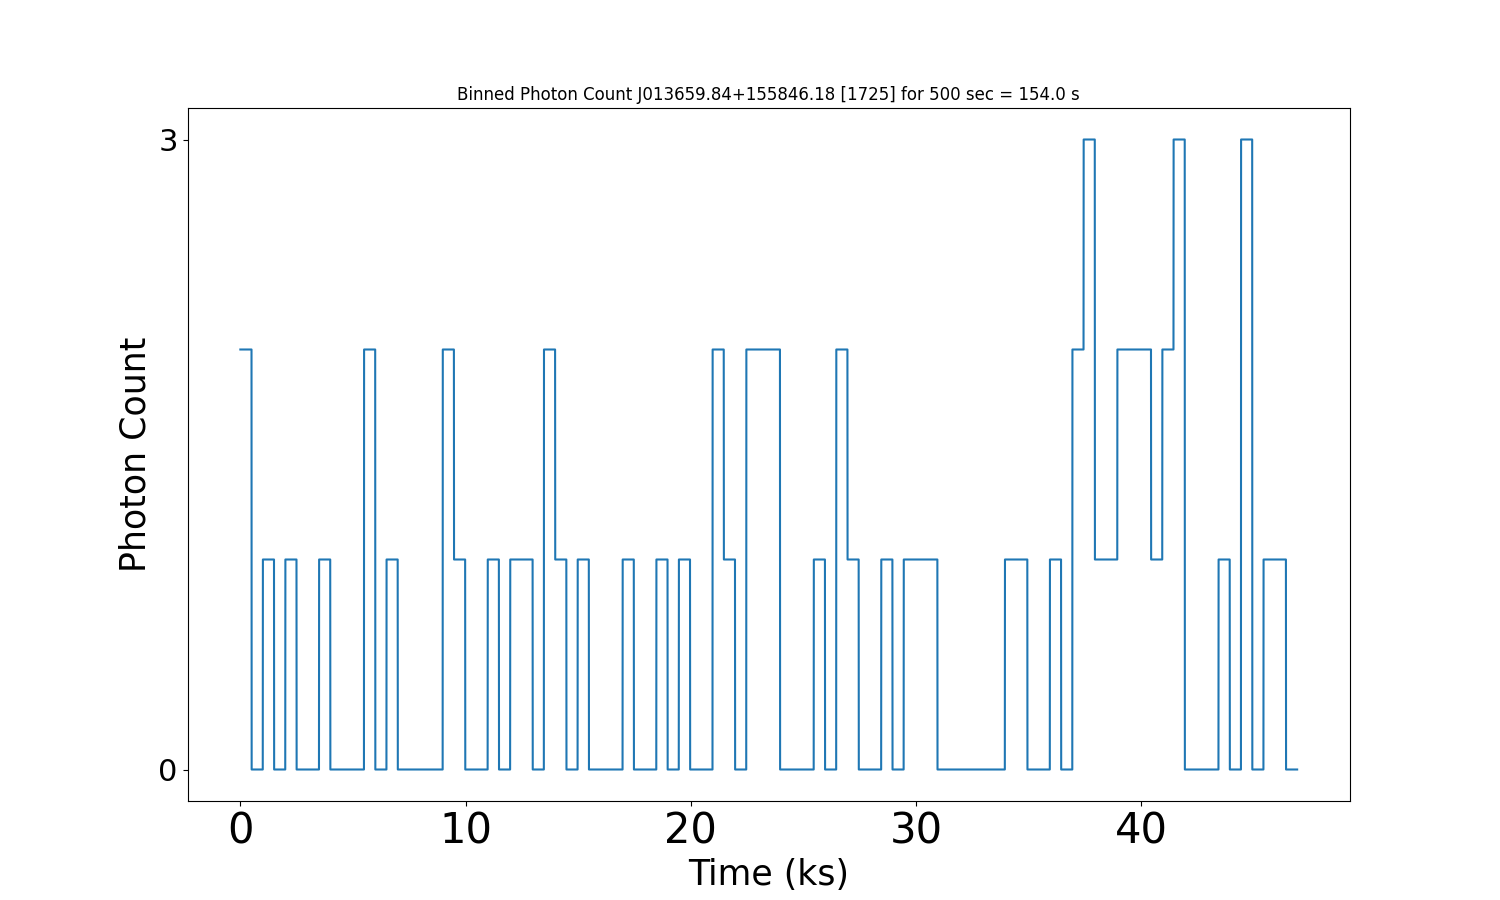 Binned Photon Count J013659.84+155846.18 [1725] for 500 sec = 154.0 s
3
Photon Count
0
0 10 20 30 40
Time (ks)